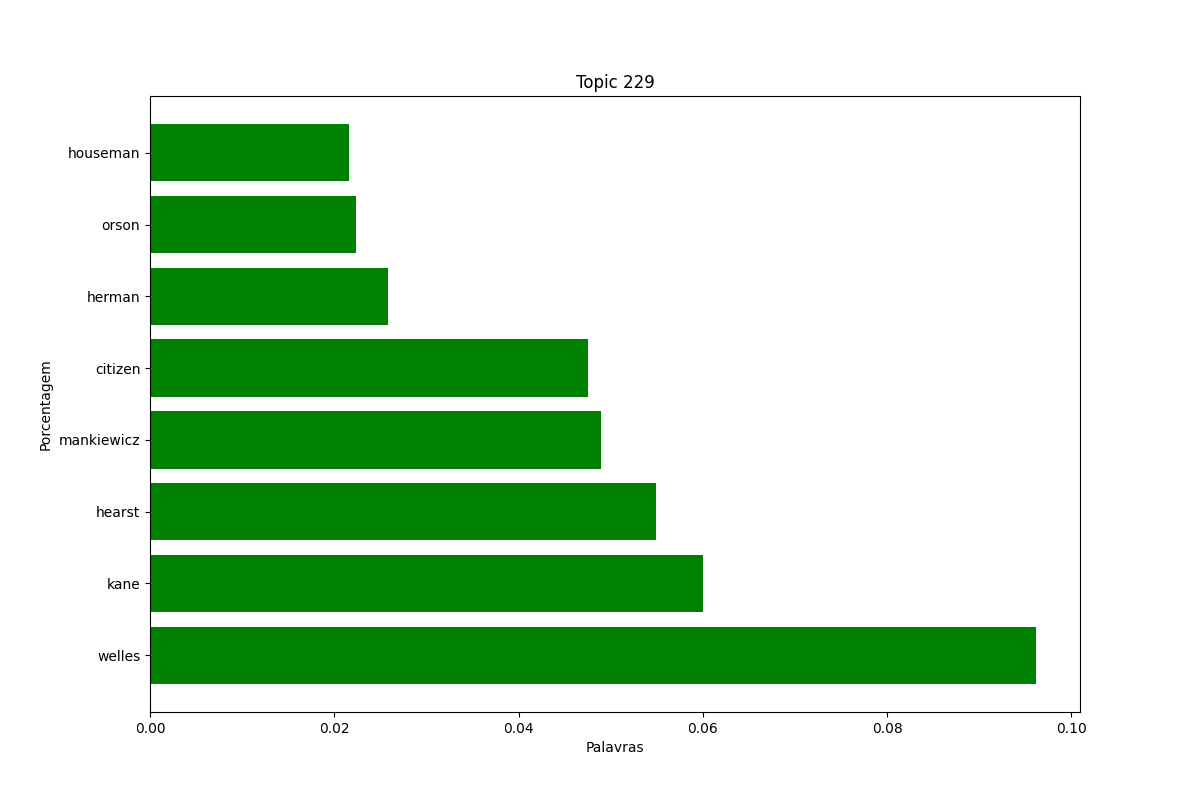 Topic 229
houseman
orson
herman
citizen
mankiewicz
hearst
kane
welles
Porcentagem
0.00 0.02 0.04 0.06 0.08 0.10
Palavras